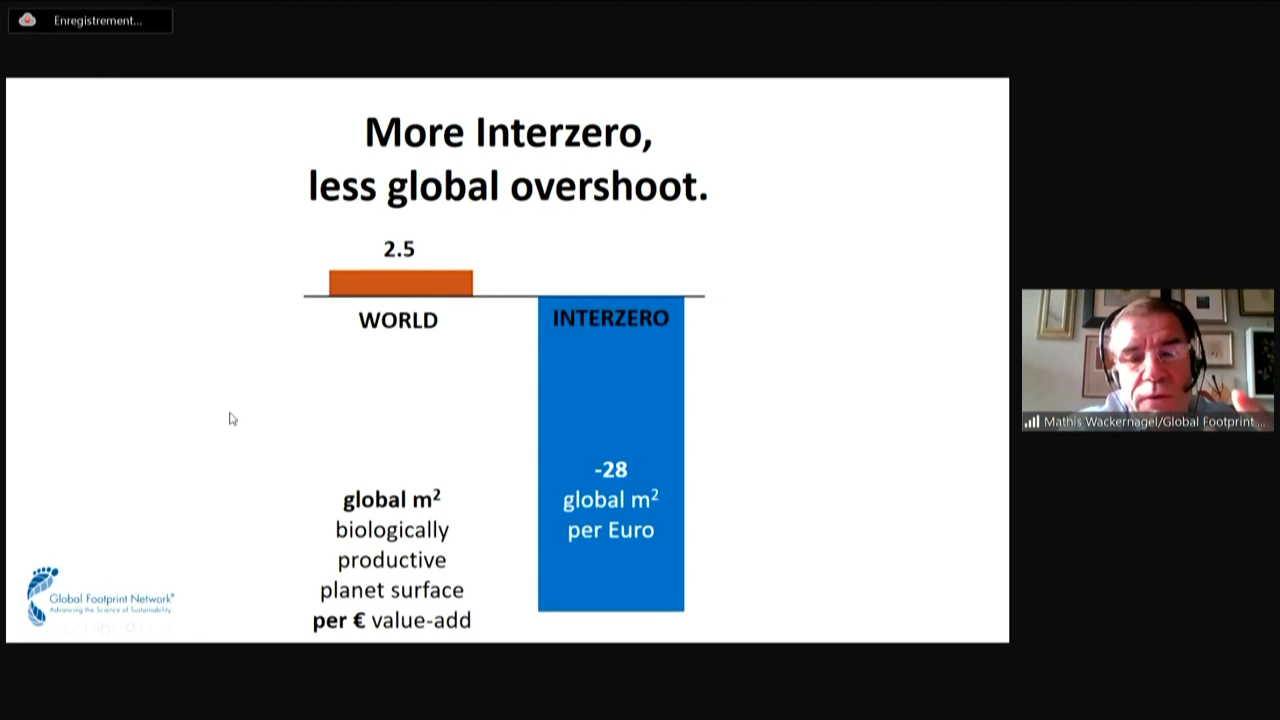 Enregistrement...
More Interzero,
less global overshoot.
2.5
WORLD
INTERZERO
-28
global m²
per Euro
global m²
biologically
productive
planet surface
per € value-add
Global Footprint Network®
Advancing the Science of Sustainability
Mathis Wackernagel/Global Footprint ...